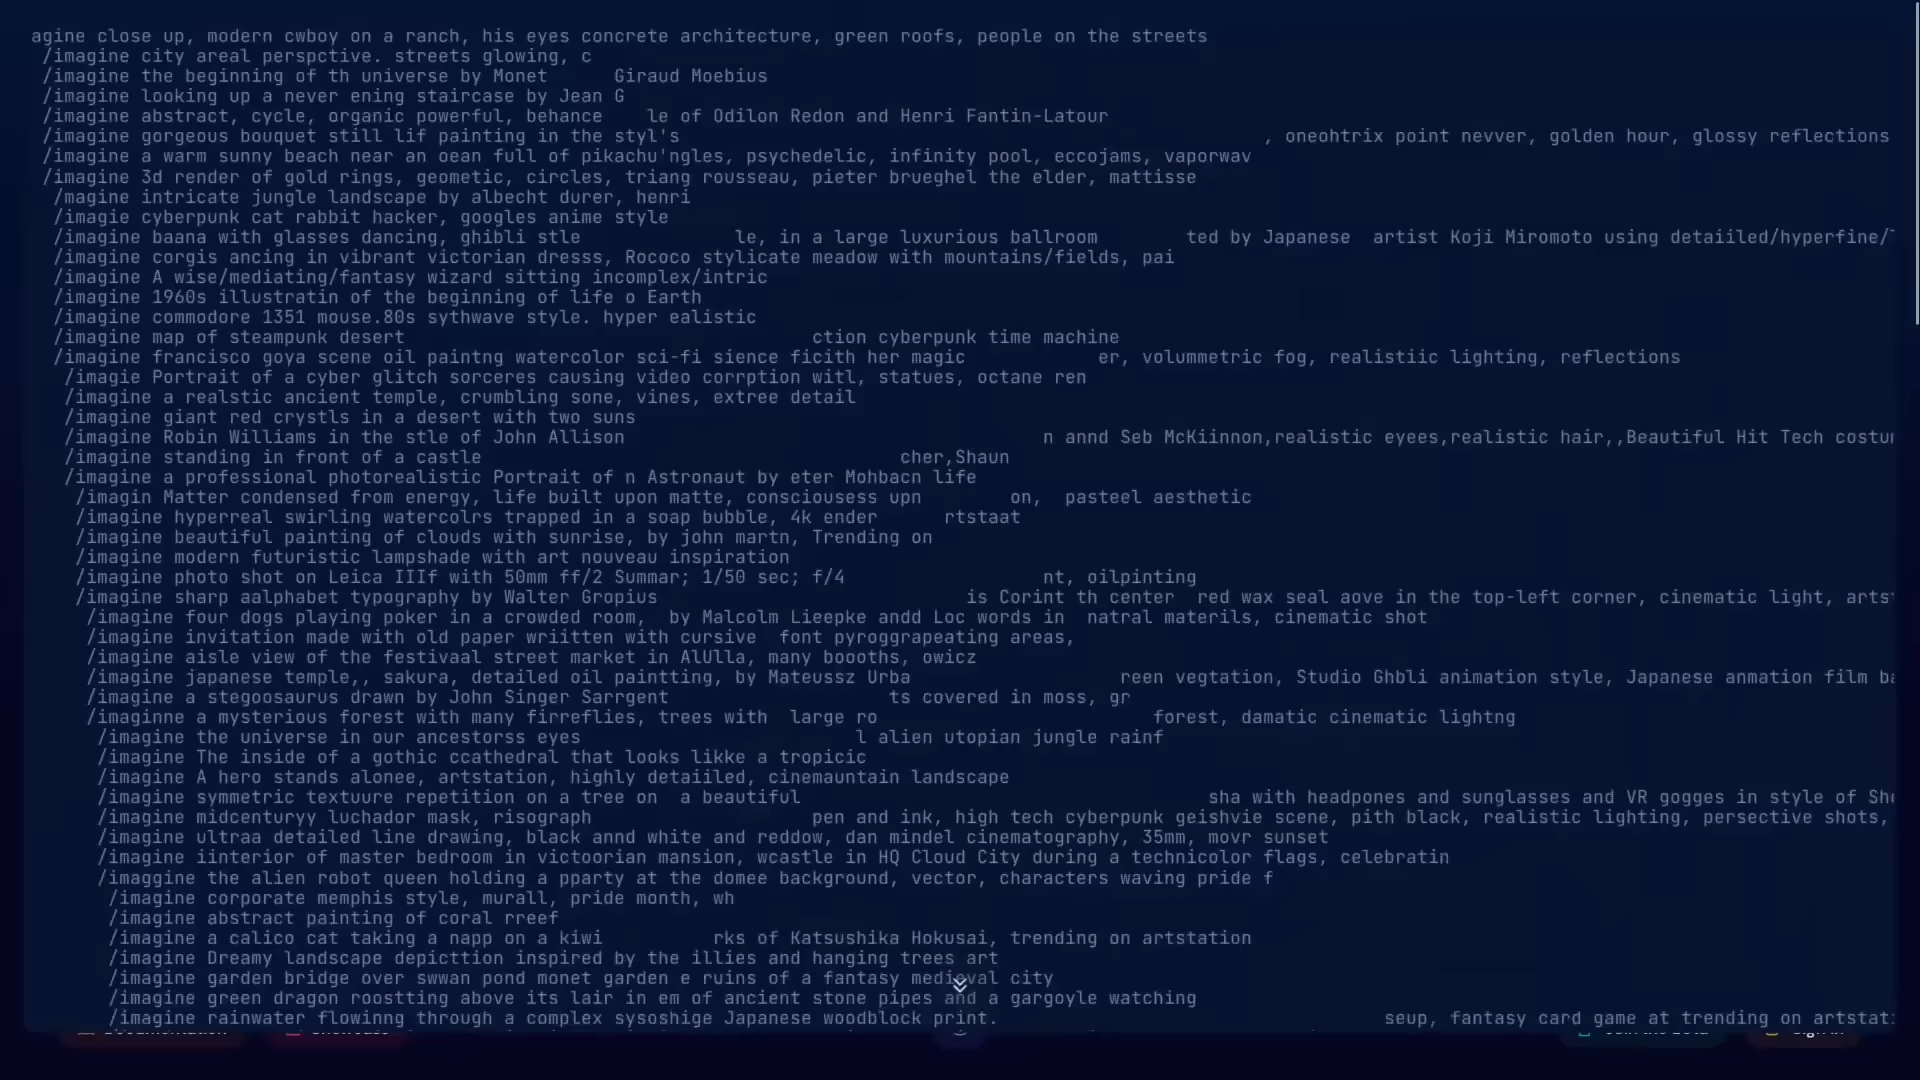 agine close up, modern cwboy on a ranch, his eyes concrete architecture, green roofs, people on the streets
/imagine city areal perspctive. streets glowing, c
/imagine the beginning of th universe by Monet Giraud Moebius
/imagine looking up a never ening staircase by Jean G
/imagine abstract, cycle, organic powerful, behance le of Odilon Redon and Henri Fantin-Latour
/imagine gorgeous bouquet still lif painting in the styl's , oneohtrix point nevver, golden hour, glossy reflections
/imagine a warm sunny beach near an oean full of pikachu'ngles, psychedelic, infinity pool, eccojams, vaporwav
/imagine 3d render of gold rings, geometic, circles, triang rousseau, pieter brueghel the elder, mattisse
/magine intricate jungle landscape by albecht durer, henri
/imagie cyberpunk cat rabbit hacker, googles anime style
/imagine baana with glasses dancing, ghibli stle le, in a large luxurious ballroom ted by Japanese artist Koji Miromoto using detaiiled/hyperfine/
/imagine corgis ancing in vibrant victorian dresss, Rococo stylicate meadow with mountains/fields, pai
/imagine A wise/mediating/fantasy wizard sitting incomplex/intric
/imagine 1960s illustratin of the beginning of life o Earth
/imagine commodore 1351 mouse.80s sythwave style. hyper ealistic
/imagine map of steampunk desert ction cyberpunk time machine
/imagine francisco goya scene oil paintng watercolor sci-fi sience ficith her magic er, volummetric fog, realistiic lighting, reflections
/imagie Portrait of a cyber glitch sorceres causing video corrption witl, statues, octane ren
/imagine a realstic ancient temple, crumbling sone, vines, extree detail
/imagine giant red crystls in a desert with two suns
/imagine Robin Williams in the stle of John Allison n annd Seb McKiinnon,realistic eyees,realistic hair,,Beautiful Hit Tech costu
/imagine standing in front of a castle cher,Shaun
/imagine a professional photorealistic Portrait of n Astronaut by eter Mohbacn life
/imagin Matter condensed from energy, life built upon matte, consciousess upn on, pasteel aesthetic
/imagine hyperreal swirling watercolrs trapped in a soap bubble, 4k ender rtstaat
/imagine beautiful painting of clouds with sunrise, by john martn, Trending on
/imagine modern futuristic lampshade with art nouveau inspiration
/imagine photo shot on Leica IIIf with 50mm ff/2 Summar; 1/50 sec; f/4 nt, oilpinting
/imagine sharp aalphabet typography by Walter Gropius is Corint th center red wax seal aove in the top-left corner, cinematic light, arts
/imagine four dogs playing poker in a crowded room, by Malcolm Lieepke andd Loc words in natral materils, cinematic shot
/imagine invitation made with old paper wriitten with cursive font pyroggrapeating areas,
/imagine aisle view of the festivaal street market in AlUlla, many boooths, owicz
/imagine japanese temple,, sakura, detailed oil paintting, by Mateussz Urba reen vegtation, Studio Ghbli animation style, Japanese anmation film ba
/imagine a stegoosaurus drawn by John Singer Sarrgent ts covered in moss, gr
/imaginne a mysterious forest with many firreflies, trees with large ro forest, damatic cinematic lightng
/imagine the universe in our ancestorss eyes l alien utopian jungle rainf
/imagine The inside of a gothic ccathedral that looks likke a tropicic
/imagine A hero stands alonee, artstation, highly detaiiled, cinemauntain landscape
/imagine symmetric textuure repetition on a tree on a beautiful sha with headpones and sunglasses and VR gogges in style of Sh
/imagine midcenturyy luchador mask, risograph pen and ink, high tech cyberpunk geishvie scene, pith black, realistic lighting, persective shots,
/imagine ultraa detailed line drawing, black annd white and reddow, dan mindel cinematography, 35mm, movr sunset
/imagine iinterior of master bedroom in victoorian mansion, wcastle in HQ Cloud City during a technicolor flags, celebratin
/imaggine the alien robot queen holding a pparty at the domee background, vector, characters waving pride f
/imagine corporate memphis style, murall, pride month, wh
/imagine abstract painting of coral rreef
/imagine a calico cat taking a napp on a kiwi rks of Katsushika Hokusai, trending on artstation
/imagine Dreamy landscape depicttion inspired by the illies and hanging trees art
/imagine garden bridge over swwan pond monet garden e ruins of a fantasy medieval city
/imagine green dragon roostting above its lair in em of ancient stone pipes and a gargoyle watching
/imagine rainwater flowinng through a complex sysoshige Japanese woodblock print. seup, fantasy card game at trending on artstat